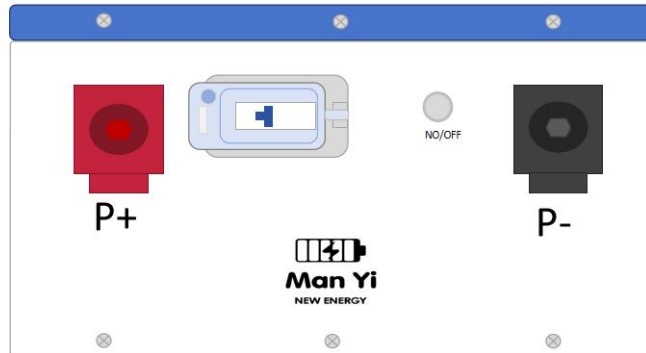 NO/OFF
P+
P-
Man Yi
NEW ENERGY